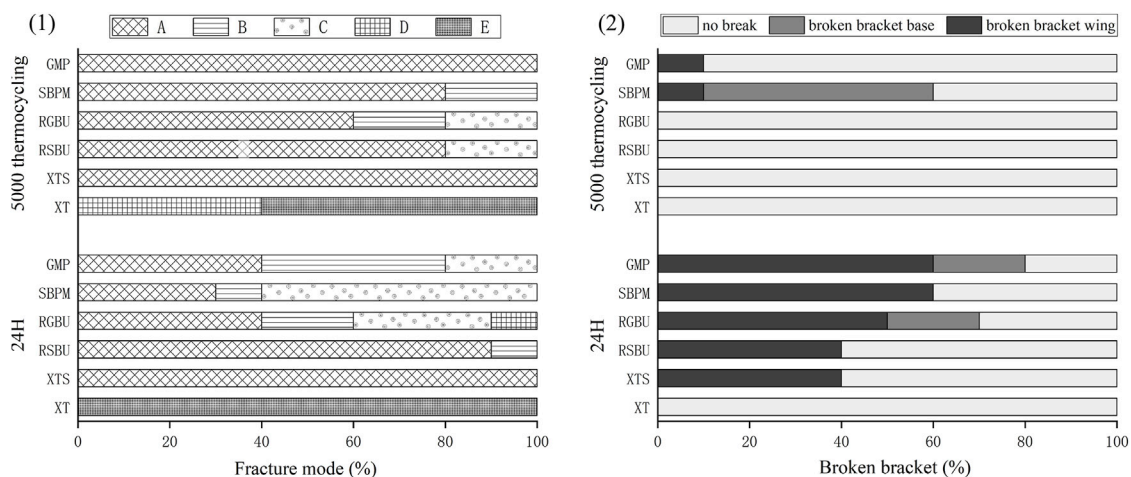 (1)
A B C D E
5000 thermocycling
GMP
SBPM
RGBU
RSBU
XTS
XT
24H
GMP
SBPM
RGBU
RSBU
XTS
XT
0 20 40 60 80 100
Fracture mode (%)
(2)
no break broken bracket base broken bracket wing
5000 thermocycling
GMP
SBPM
RGBU
RSBU
XTS
XT
24H
GMP
SBPM
RGBU
RSBU
XTS
XT
0 20 40 60 80 100
Broken bracket (%)